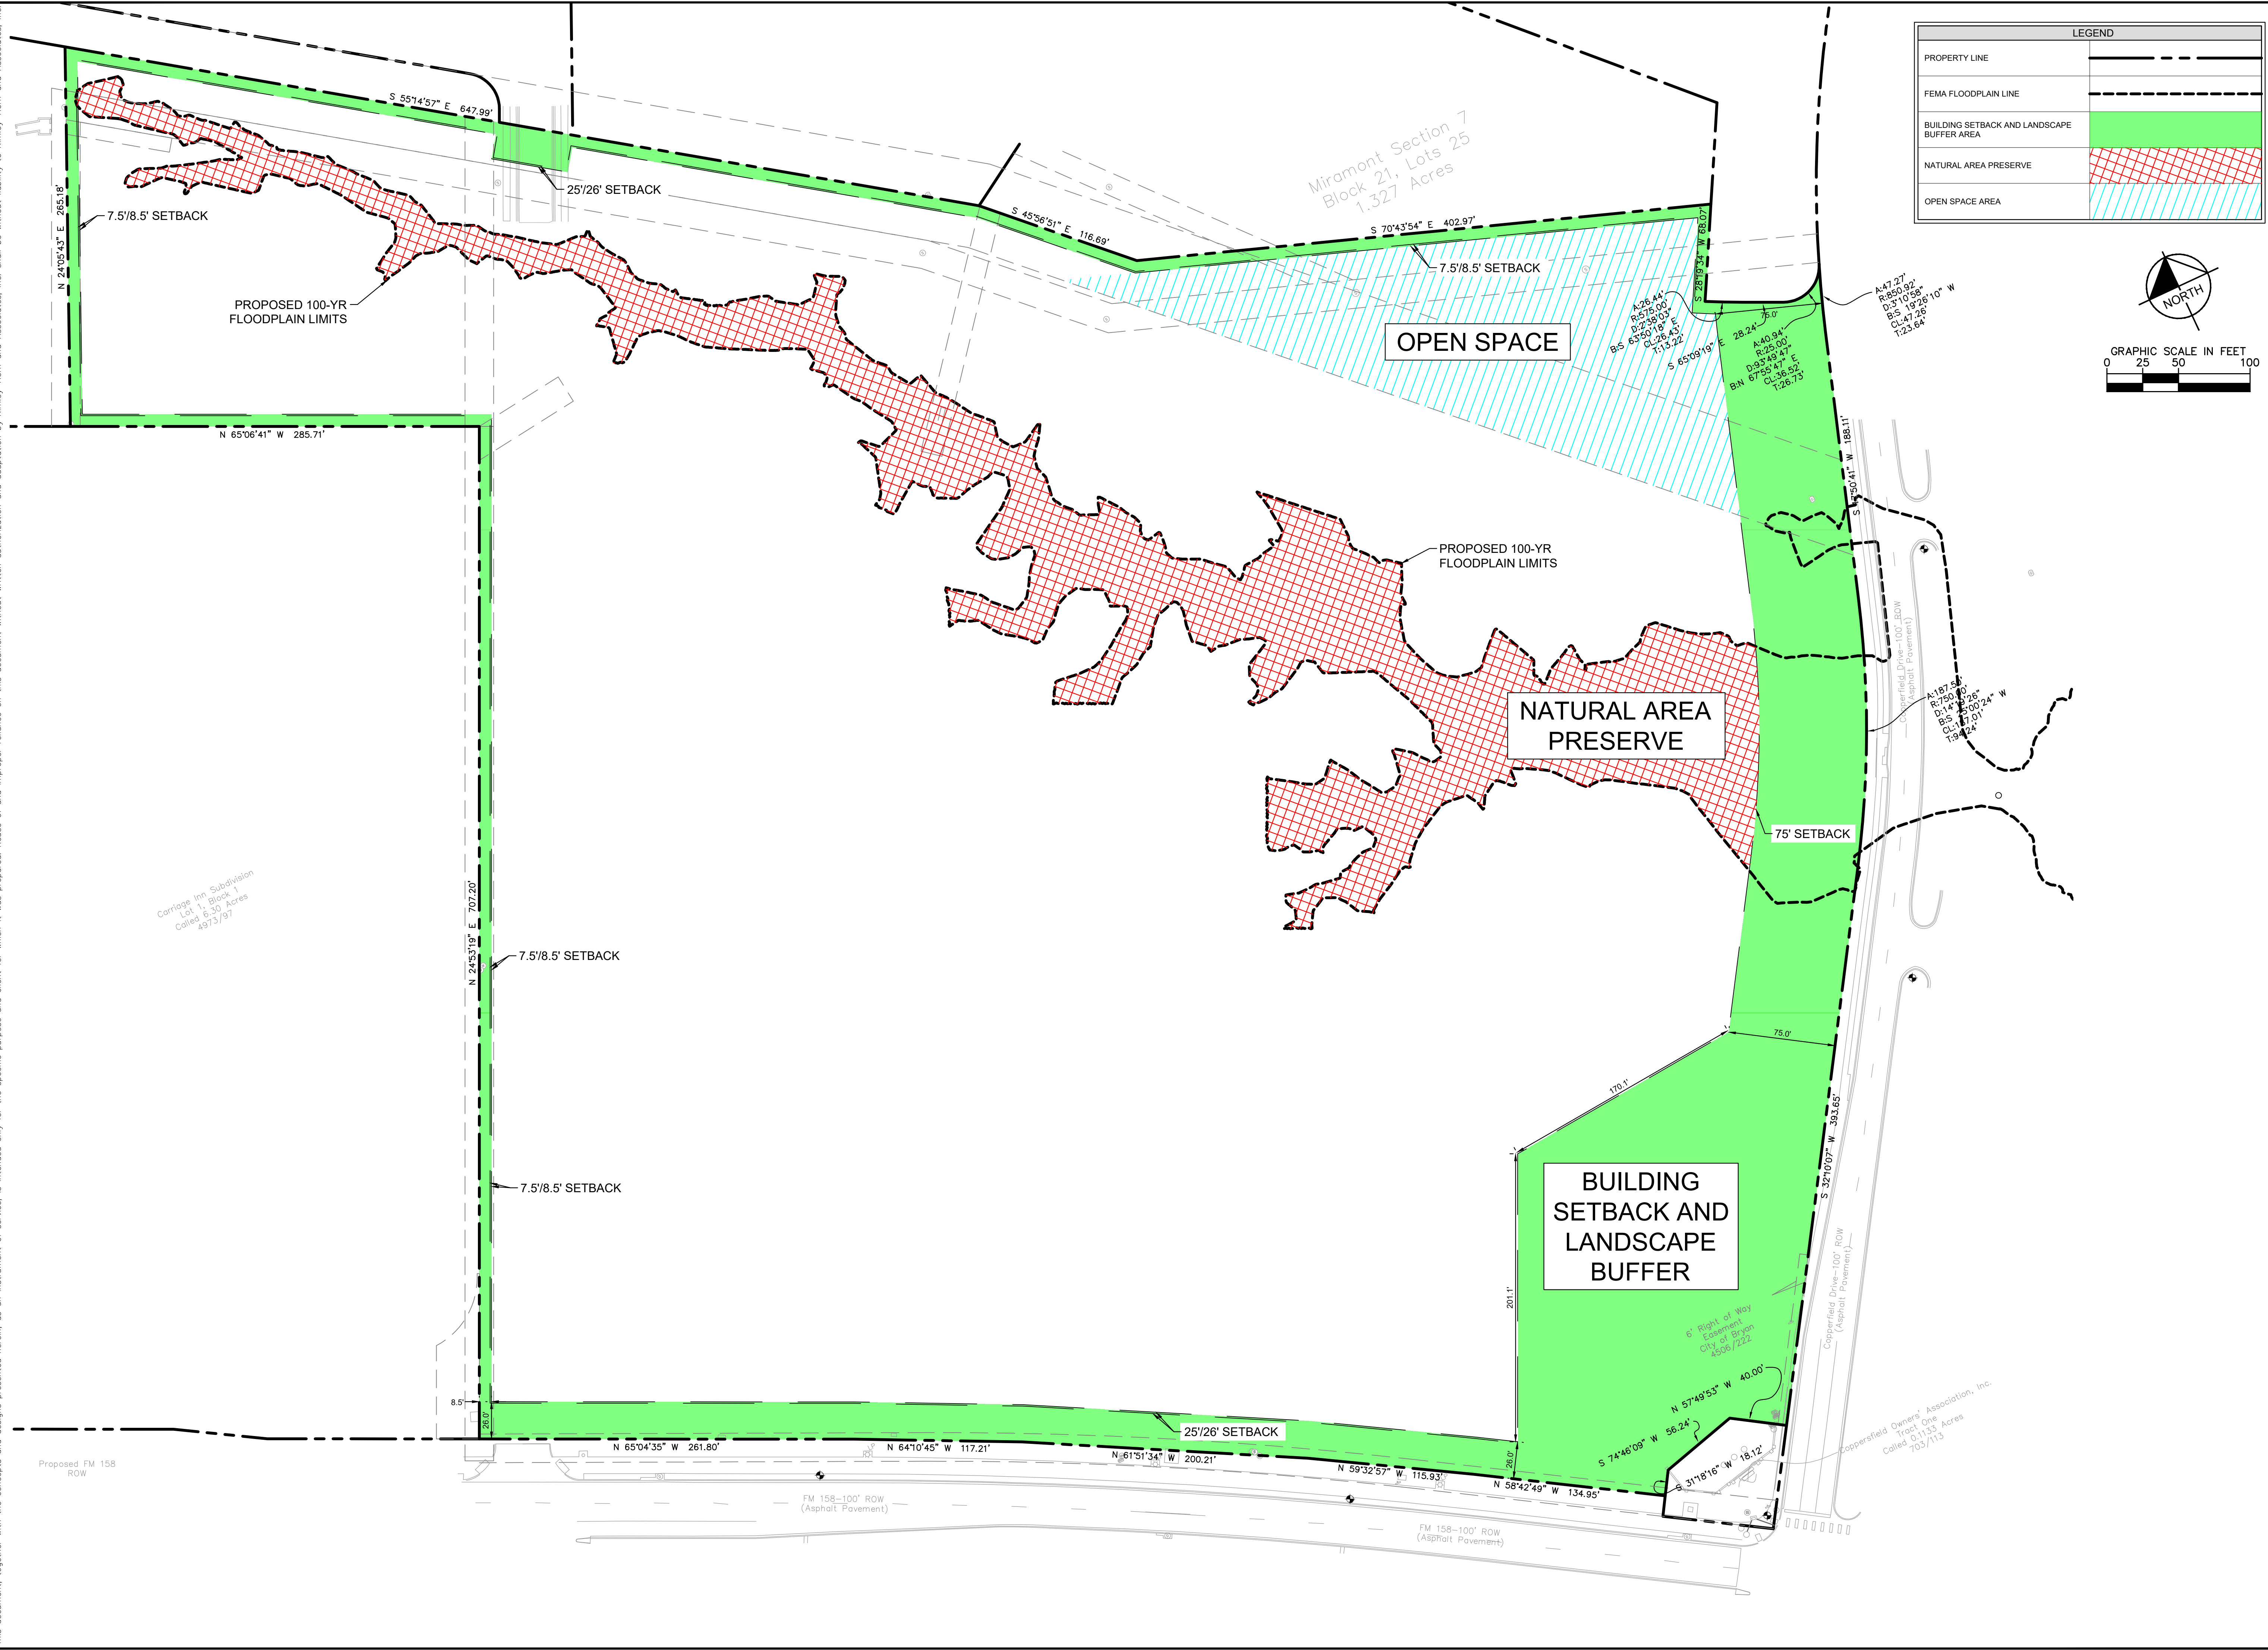 LEGEND
PROPERTY LINE
FEMA FLOODPLAIN LINE
BUILDING SETBACK AND LANDSCAPE
BUFFER AREA
NATURAL AREA PRESERVE
OPEN SPACE AREA
NORTH
GRAPHIC SCALE IN FEET
0 25 50 100
S 55°14'57" E 647.99'
25'/26' SETBACK
N 24°05'43" E 265.18'
7.5'/8.5' SETBACK
PROPOSED 100-YR
FLOODPLAIN LIMITS
N 65°06'41" W 285.71'
S 45°56'51" E 116.69'
Miramont Section 7
Block 21, Lots 25
1.327 Acres
S 70°43'54" E 402.97'
7.5'/8.5' SETBACK
S 28°19'34" W 68.07'
OPEN SPACE
A:26.44'
R:575.00'
D:2°38'03"
B:S 63°50'18" E
CL:26.43'
T:13.22'
S 65°09'19" E 28.24'
75.0'
A:40.94'
R:25.00'
D:93°49'47"
B:N 67°55'47" E
CL:36.52'
T:26.73'
A:47.27'
R:850.92'
D:3°10'58"
B:S 19°26'10" W
CL:47.26'
T:23.64'
188.11'
PROPOSED 100-YR
FLOODPLAIN LIMITS
Copperfield Drive-100' ROW
(Asphalt Pavement)
NATURAL AREA
PRESERVE
T:94.24'
75' SETBACK
Carriage Inn Subdivision
Lot 1, Block 1
Called 6.30 Acres
4973/97
N 24°53'19" E 707.20'
7.5'/8.5' SETBACK
75.0'
170.1'
7.5'/8.5' SETBACK
S 32°10'07" W 393.65'
BUILDING
SETBACK AND
LANDSCAPE
BUFFER
201.1'
Copperfield Drive-100' ROW
(Asphalt Pavement)
6' Right of Way
Easement
City of Bryan
4506/222
N 57°49'53" W 40.00'
8.5'
26.0'
25'/26' SETBACK
26.0'
S 74°46'09" W 56.24'
S 31°18'16" W 18.12'
Coppersfield Owners' Association, Inc.
Tract One
Called 0.1133 Acres
703/113
N 65°04'35" W 261.80'
N 64°10'45" W 117.21'
N 61°51'34" W 200.21'
N 59°32'57" W 115.93'
N 58°42'49" W 134.95'
Proposed FM 158
ROW
FM 158-100' ROW
(Asphalt Pavement)
FM 158-100' ROW
(Asphalt Pavement)